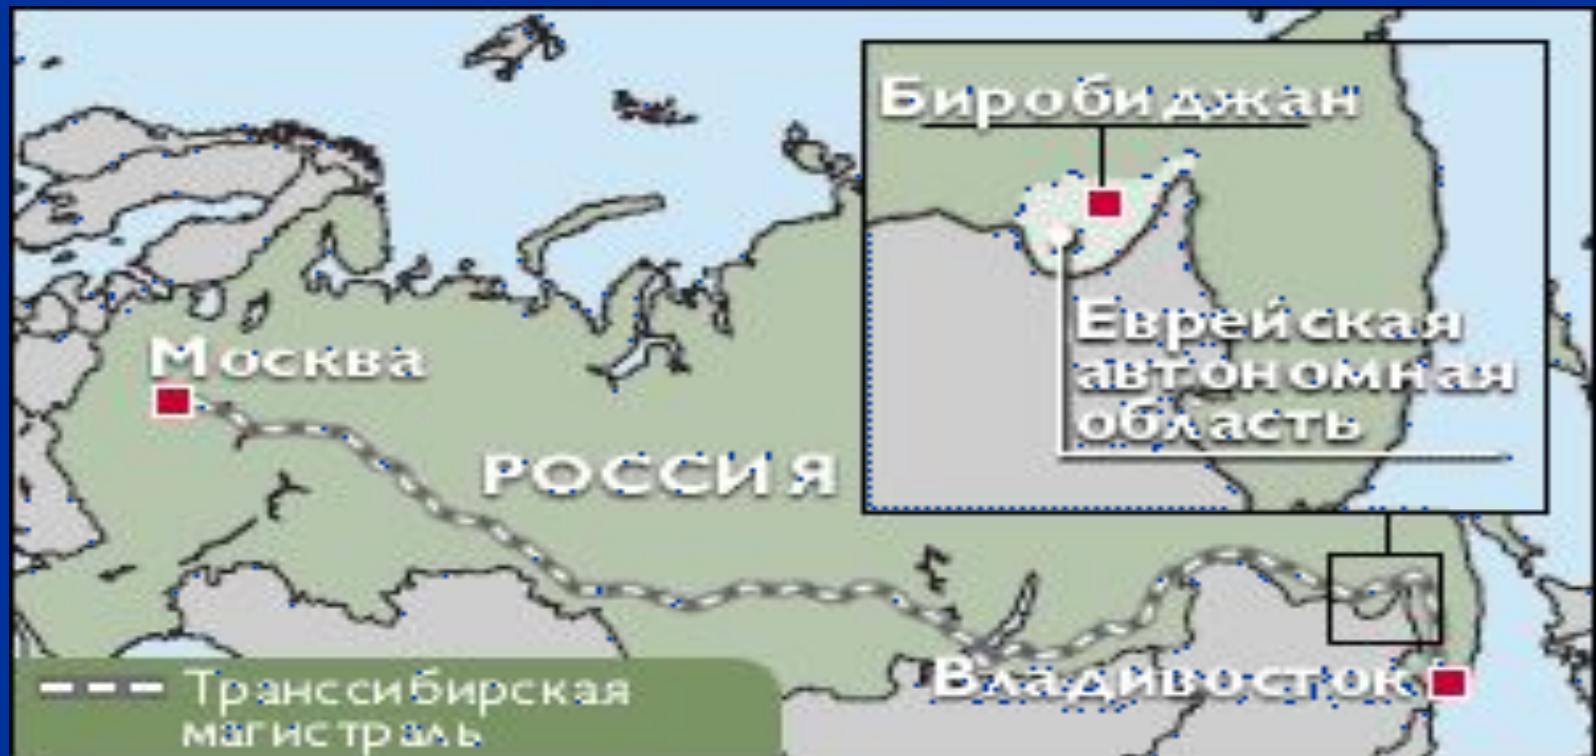 Биробиджан
Еврейская
автономная
область
Москва
РОССИЯ
Владивосток
Транссибирская
магистраль